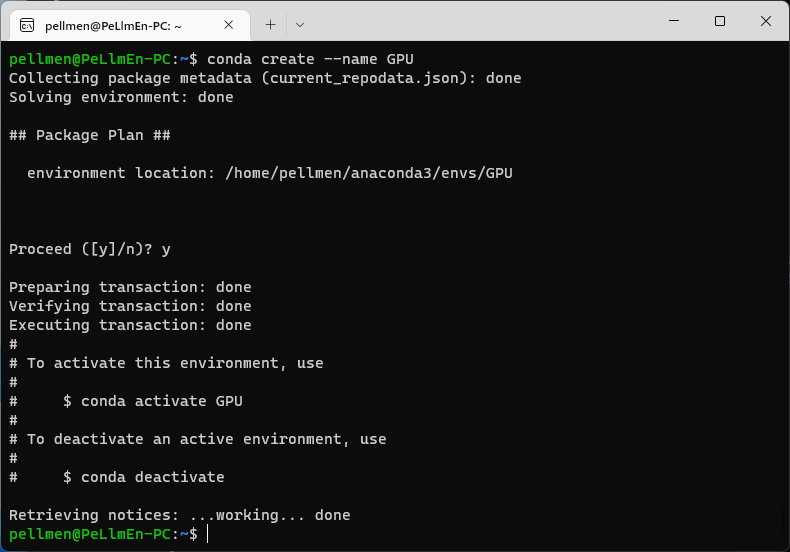 pellmen@PeLlmEn-PC: ~
pellmen@PeLlmEn-PC:~$ conda create --name GPU
Collecting package metadata (current_repodata.json): done
Solving environment: done
## Package Plan ##
environment location: /home/pellmen/anaconda3/envs/GPU
Proceed ([y]/n)? y
Preparing transaction: done
Verifying transaction: done
Executing transaction: done
#
# To activate this environment, use
#
#     $ conda activate GPU
#
# To deactivate an active environment, use
#
#     $ conda deactivate
Retrieving notices: ...working... done
pellmen@PeLlmEn-PC:~$